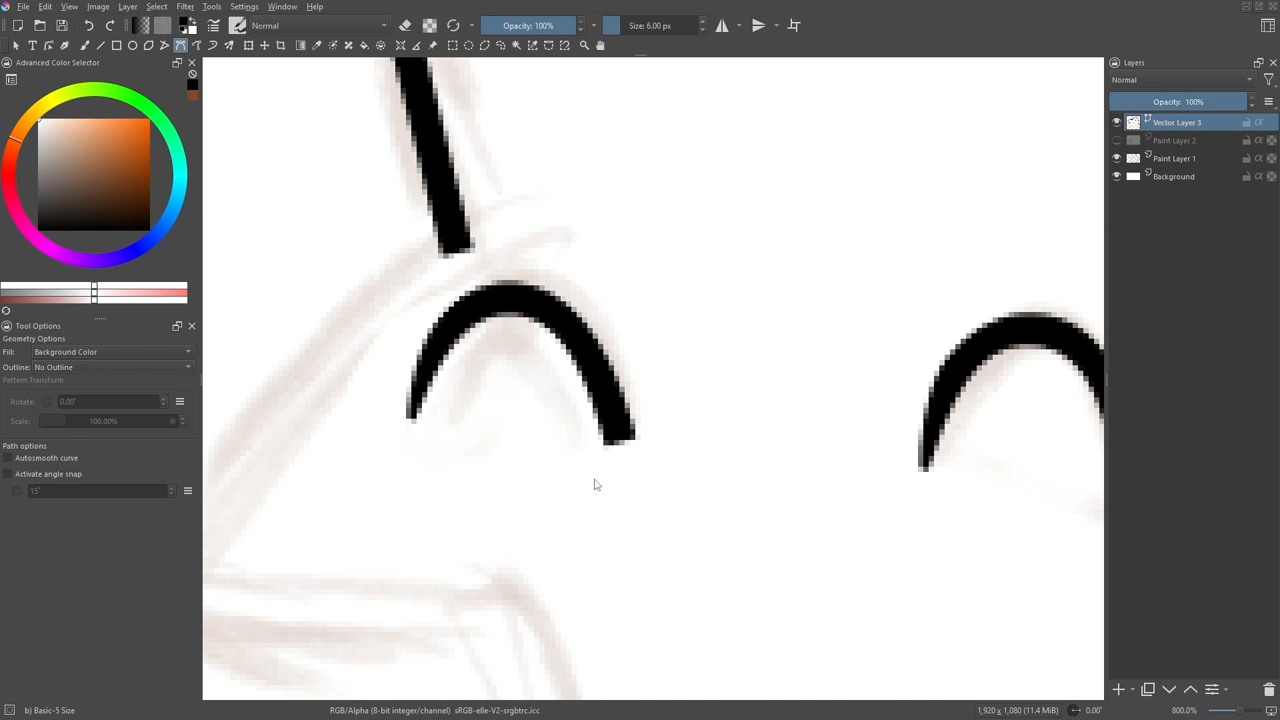 File Edit View Image Layer Select Filter Tools Settings Window Help
Normal
Opacity: 100%
Size: 6.00 px
Advanced Color Selector
Tool Options
Geometry Options
Fill: Background Color
Outline: No Outline
Pattern Transform
Rotate: 0.00°
Scale: 100.00%
Path options
Autosmooth curve
Activate angle snap
15°
Layers
Normal
Opacity: 100%
Vector Layer 3
Paint Layer 2
Paint Layer 1
Background
b) Basic-5 Size
RGB/Alpha (8-bit integer/channel) sRGB-elle-V2-srgbtrc.icc
1,920 x 1,080 (11.4 MiB)
0.00°
800.0%